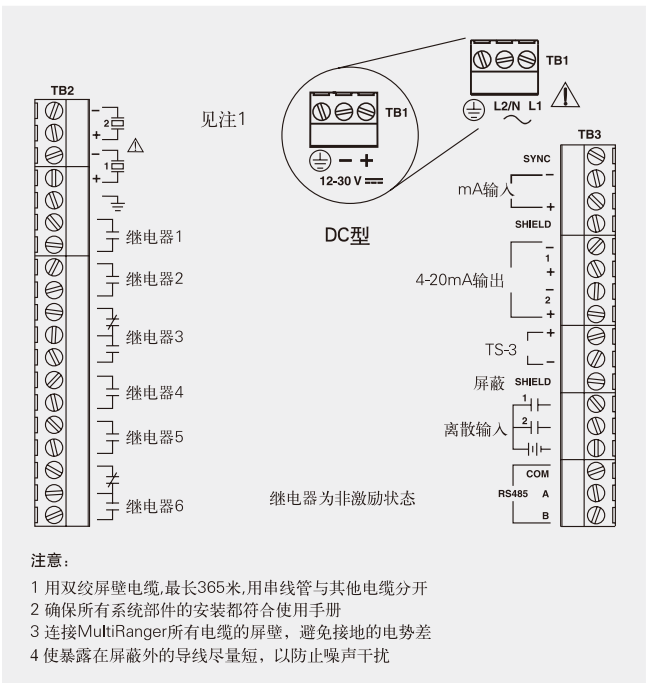 TB1
L2/N L1
TB1
- +
12-30 V
DC型
见注1
TB2
-
2
+
-
1
+
继电器1
继电器2
继电器3
继电器4
继电器5
继电器6
继电器为非激励状态
TB3
SYNC
-
mA输入
+
SHIELD
-
1
+
4-20mA输出
-
2
+
+
TS-3
-
屏蔽 SHIELD
1
2
离散输入
COM
RS485 A
B
注意：
1 用双绞屏壁电缆,最长365米,用串线管与其他电缆分开
2 确保所有系统部件的安装都符合使用手册
3 连接MultiRanger所有电缆的屏壁，避免接地的电势差
4 使暴露在屏蔽外的导线尽量短，以防止噪声干扰